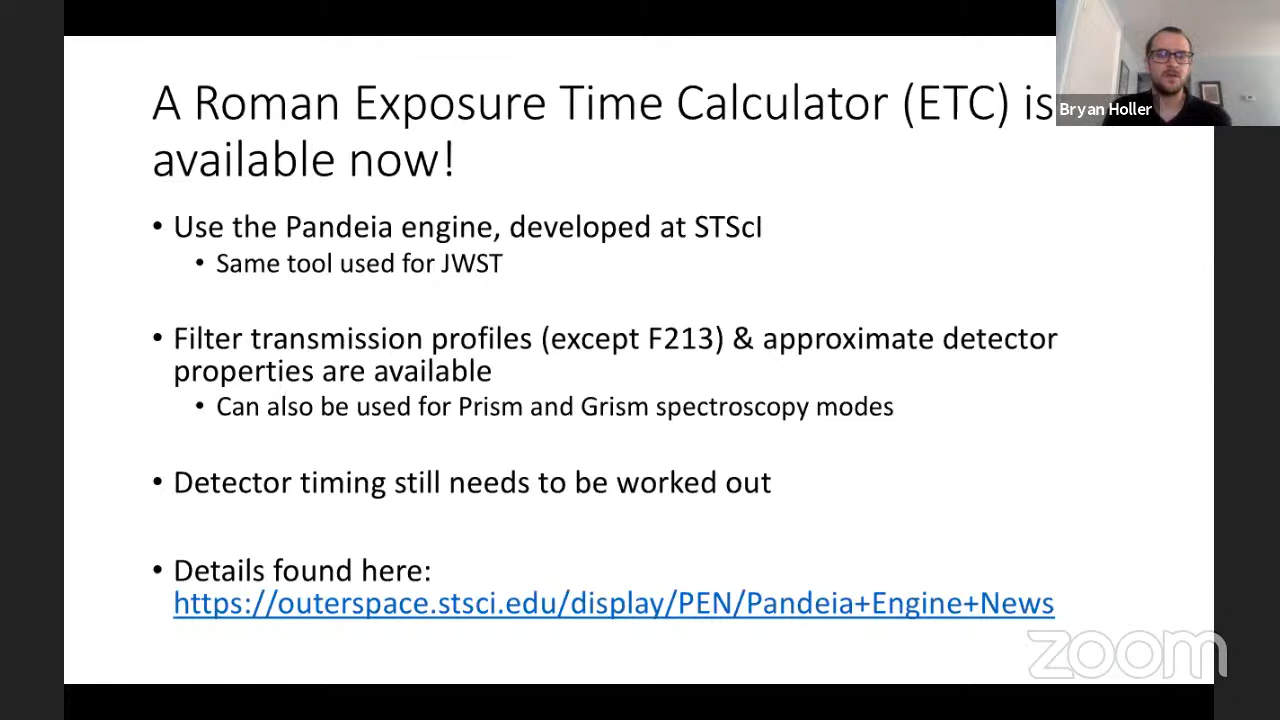 A Roman Exposure Time Calculator (ETC) is
available now!
Bryan Holler
• Use the Pandeia engine, developed at STScI
• Same tool used for JWST
• Filter transmission profiles (except F213) & approximate detector
properties are available
• Can also be used for Prism and Grism spectroscopy modes
• Detector timing still needs to be worked out
• Details found here:
https://outerspace.stsci.edu/display/PEN/Pandeia+Engine+News
zoom